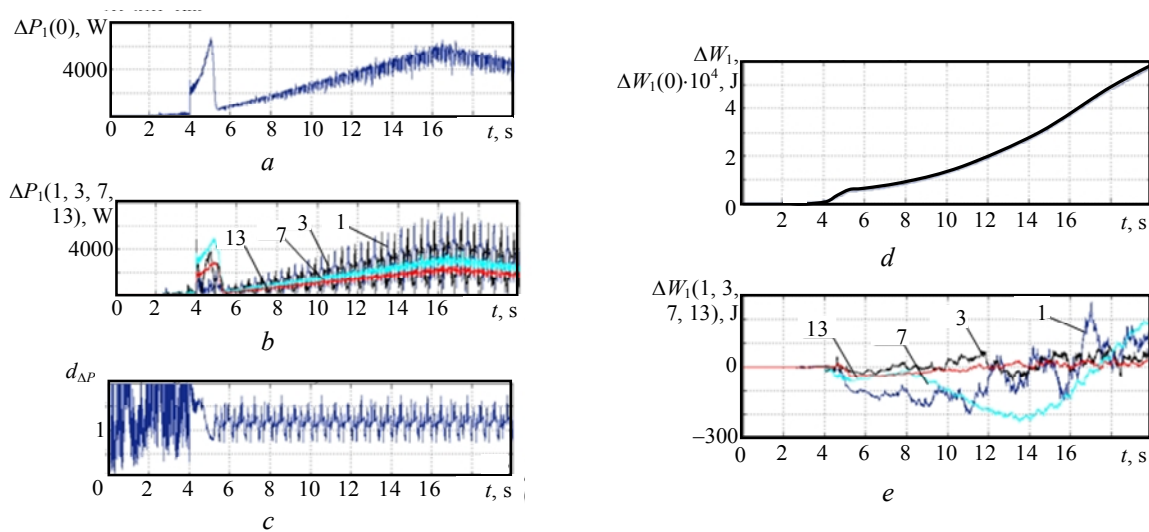 ΔP₁(0), W
4000
0 2 4 6 8 10 12 14 16 t, s
a
ΔP₁(1, 3, 7, 13), W
4000
13 7 3 1
0 2 4 6 8 10 12 14 16 t, s
b
d_ΔP
1
0 2 4 6 8 10 12 14 16 t, s
c
ΔW₁,
ΔW₁(0)·10⁴, J
4
2
0
0 2 4 6 8 10 12 14 16 t, s
d
ΔW₁(1, 3,
7, 13), J
13 7 3 1
0
–300
0 2 4 6 8 10 12 14 16 t, s
e